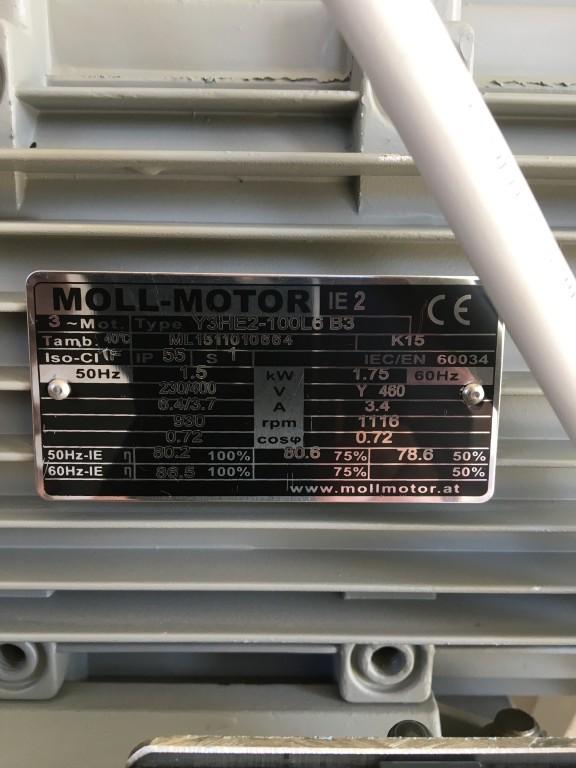 MOLL-MOTOR IE 2 CE
3 ~Mot. Type Y3HE2-100L6 B3
Tamb. 40°C ML1511010664 K15
Iso-Cl F IP 55 S 1 IEC/EN 60034
50Hz 1.5 kW 1.75 60Hz
230/400 V Y 460
6.4/3.7 A 3.4
930 rpm 1116
0.72 cosφ 0.72
50Hz-IE η 80.2 100% 80.6 75% 78.6 50%
60Hz-IE η 86.5 100% 75% 50%
www.mollmotor.at